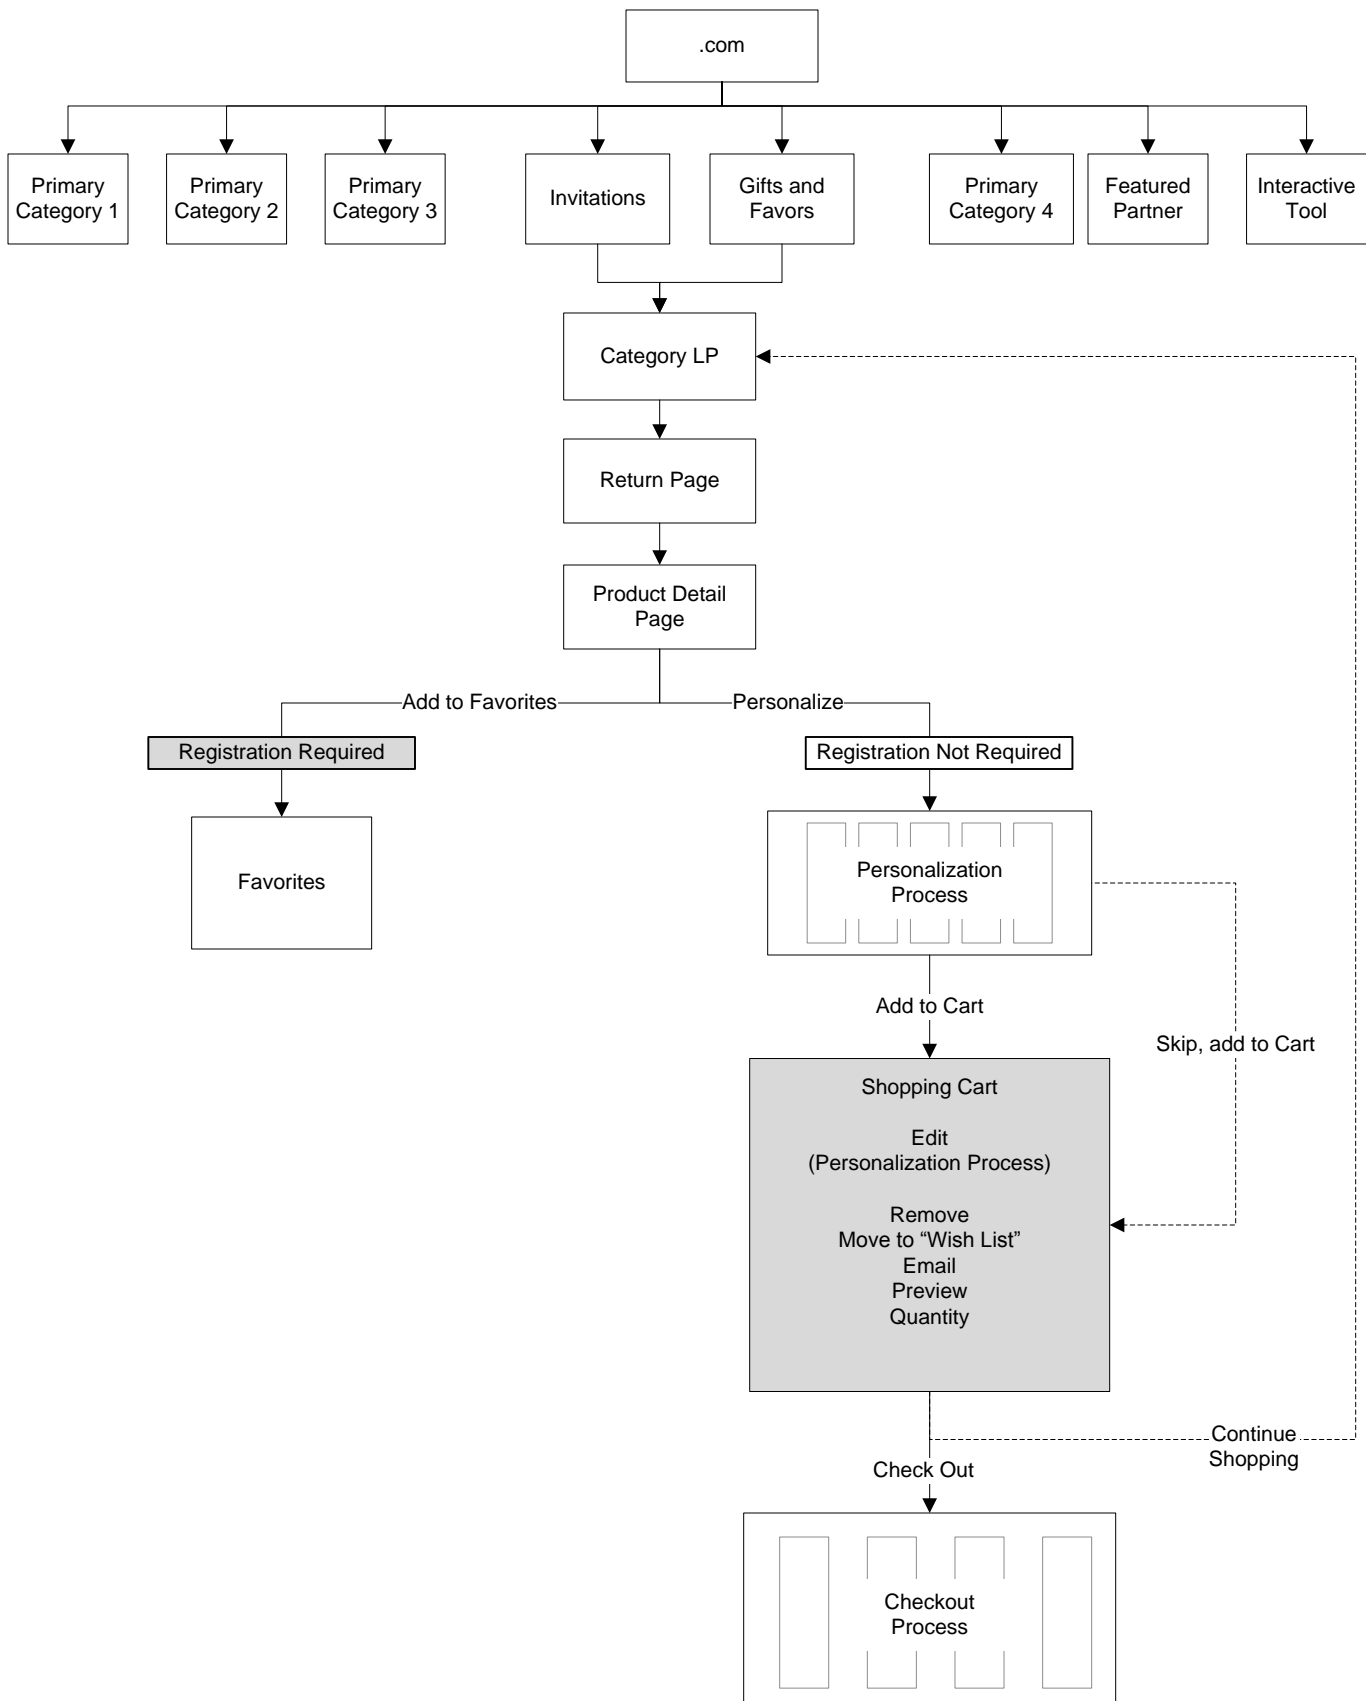 .com
Primary
Category 1
Primary
Category 2
Primary
Category 3
Invitations
Gifts and
Favors
Primary
Category 4
Featured
Partner
Interactive
Tool
Category LP
Return Page
Product Detail
Page
Add to Favorites
Personalize
Registration Required
Registration Not Required
Favorites
Personalization
Process
Add to Cart
Skip, add to Cart
Shopping Cart
Edit
(Personalization Process)
Remove
Move to “Wish List”
Email
Preview
Quantity
Continue
Shopping
Check Out
Checkout
Process